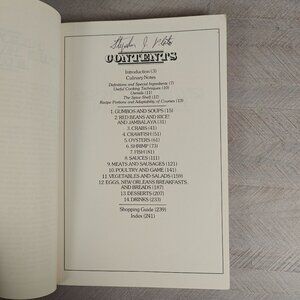 CONTENTS
Introduction (3)
Culinary Notes
Definitions and Special Ingredients (7)
Useful Cooking Techniques (10)
Utensils (11)
The Spice Shelf (12)
Recipe Portions and Adaptability of Courses (13)
1. GUMBOS AND SOUPS (15)
2. RED BEANS AND RICE!
AND JAMBALAYA (31)
3. CRABS (41)
4. CRAWFISH (51)
5. OYSTERS (61)
6. SHRIMP (73)
7. FISH (81)
8. SAUCES (111)
9. MEATS AND SAUSAGES (121)
10. POULTRY AND GAME (141)
11. VEGETABLES AND SALADS (159)
12. EGGS, NEW ORLEANS BREAKFASTS,
AND BREADS (187)
13. DESSERTS (207)
14. DRINKS (233)
Shopping Guide (239)
Index (241)